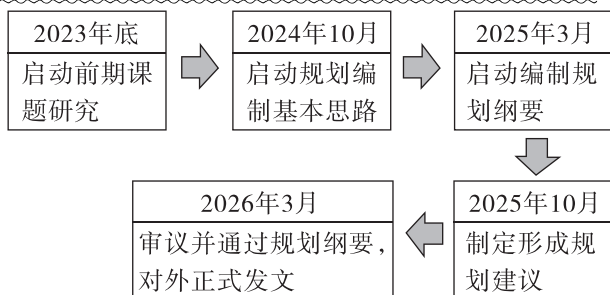 2023年底
启动前期课
题研究
2024年10月
启动规划编
制基本思路
2025年3月
启动编制规
划纲要
2025年10月
制定形成规
划建议
2026年3月
审议并通过规划纲要，
对外正式发文